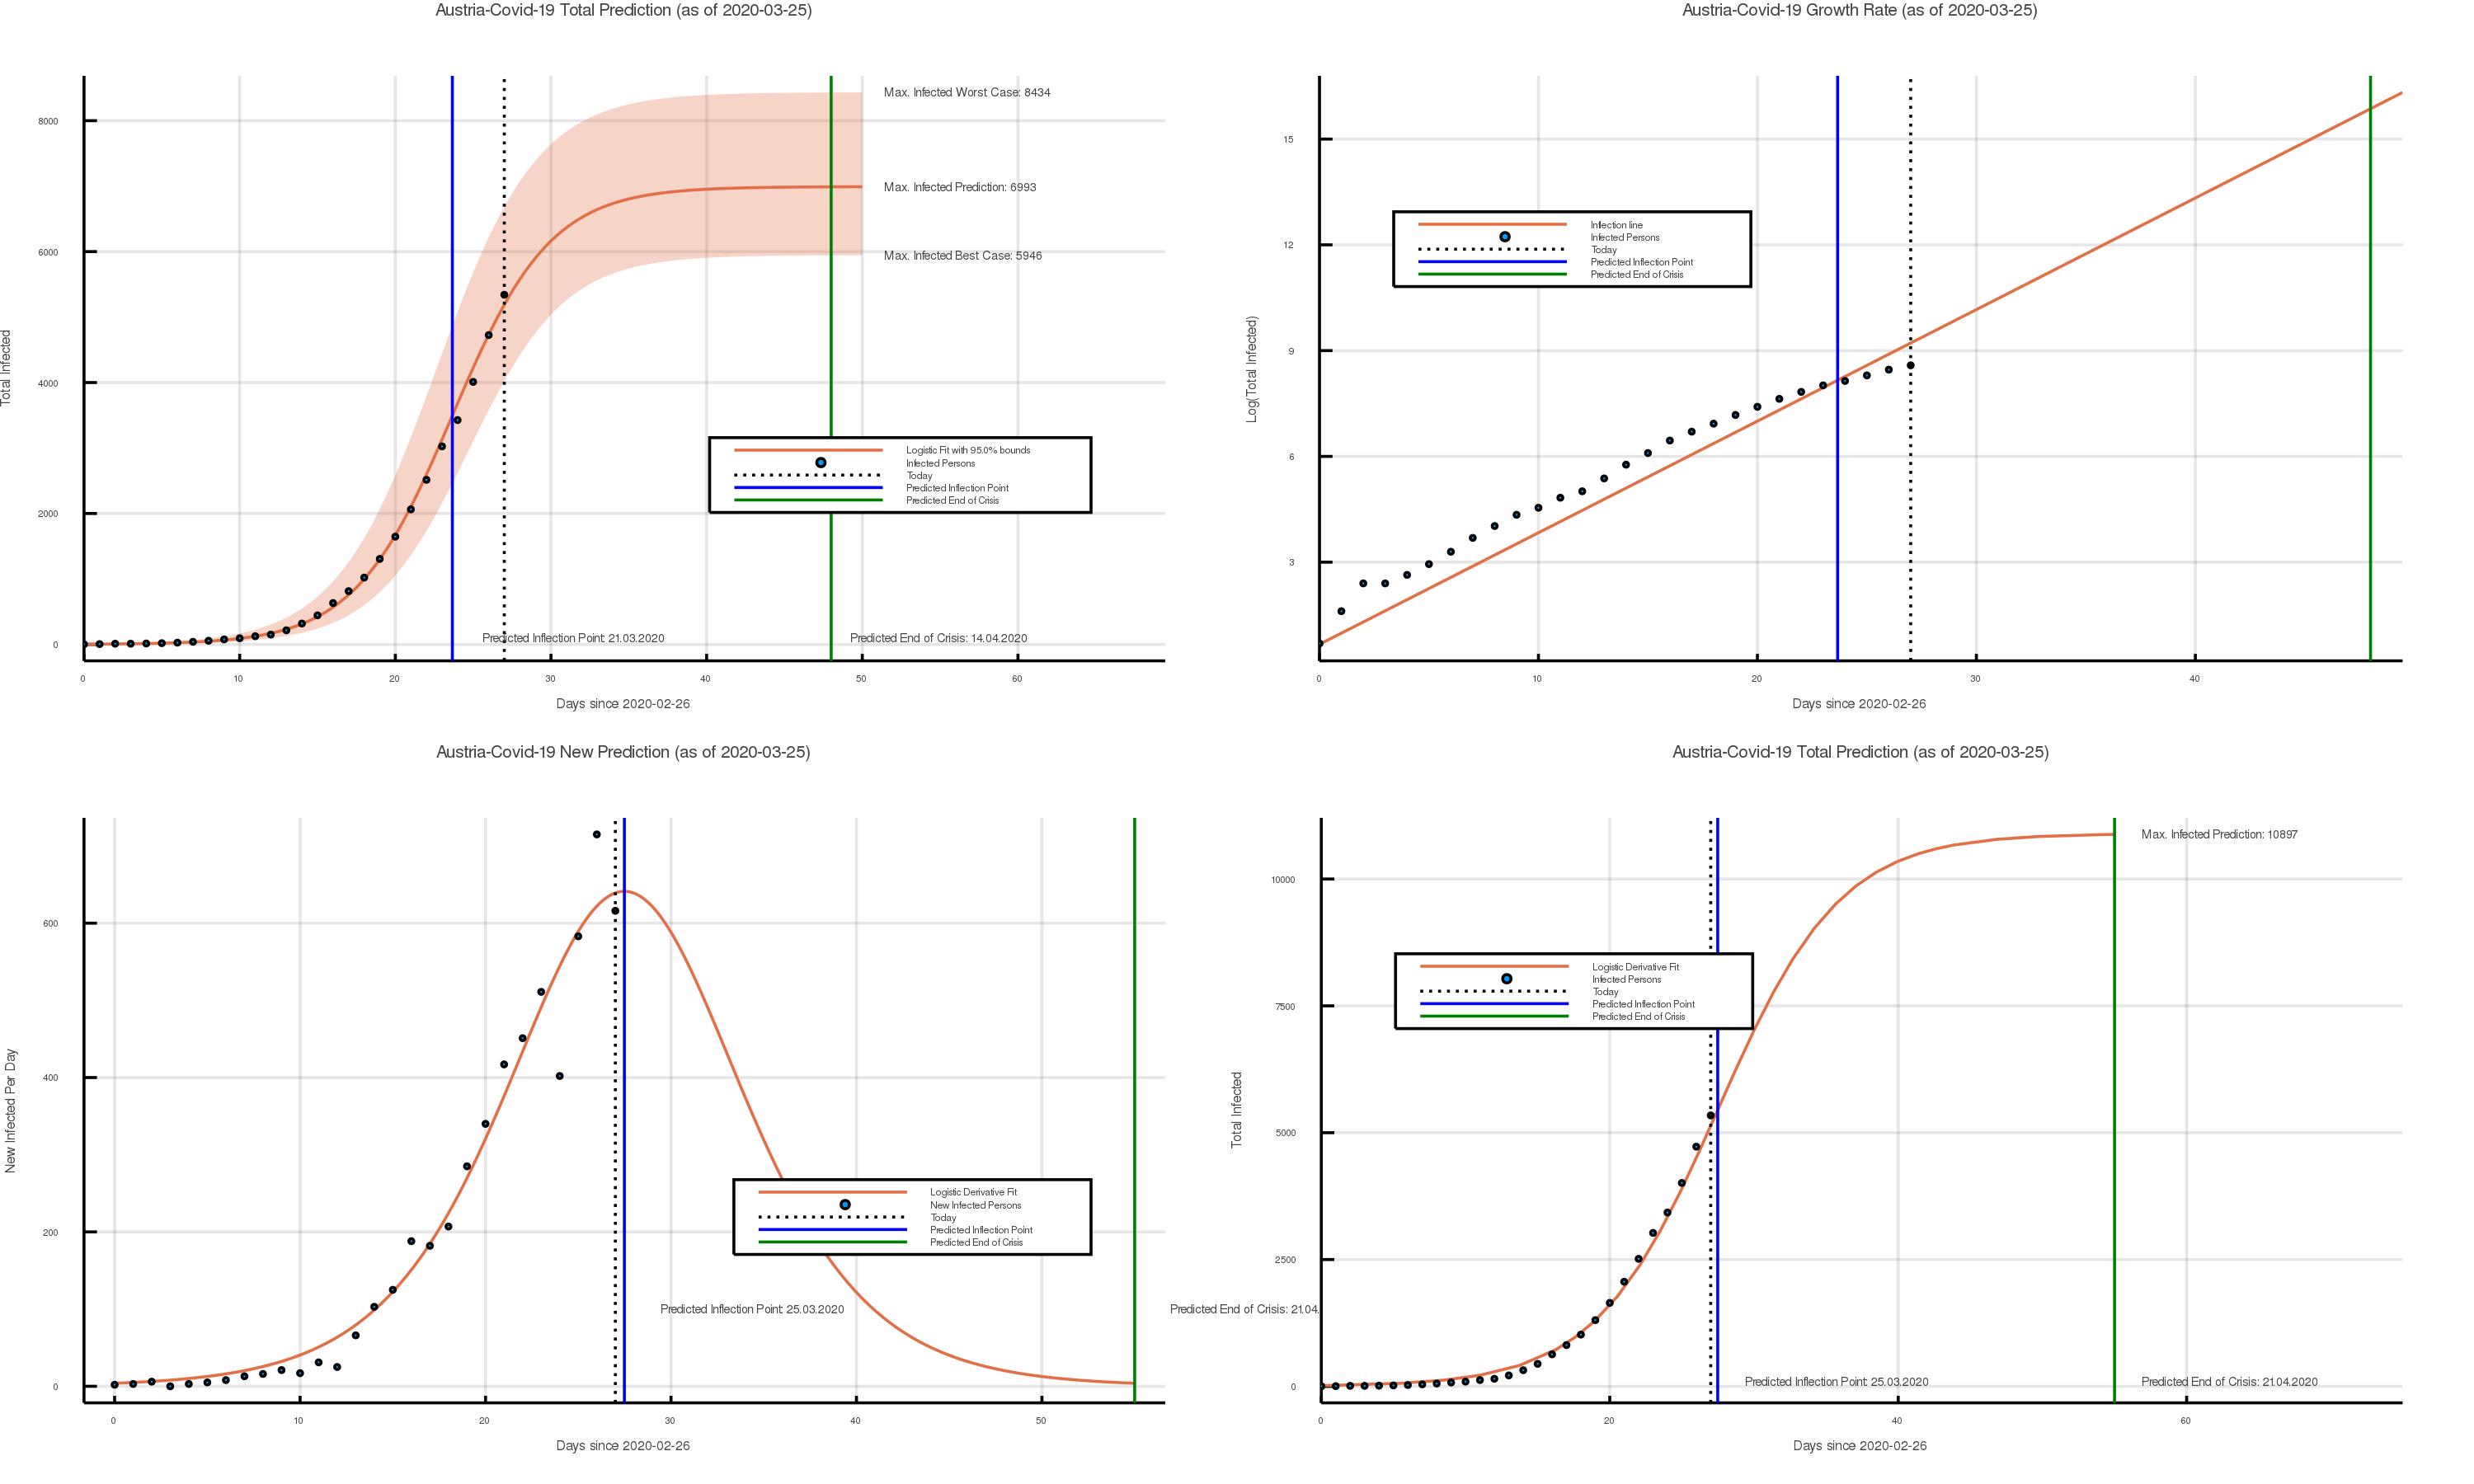 Austria-Covid-19 Total Prediction (as of 2020-03-25)
Total Infected
8000
6000
4000
2000
0
Max. Infected Worst Case: 8434
Max. Infected Prediction: 6993
Max. Infected Best Case: 5946
Logistic Fit with 95.0% bounds
Infected Persons
Today
Predicted Inflection Point
Predicted End of Crisis
Predicted Inflection Point: 21.03.2020
Predicted End of Crisis: 14.04.2020
0 10 20 30 40 50 60
Days since 2020-02-26
Austria-Covid-19 Growth Rate (as of 2020-03-25)
Log(Total Infected)
15
12
9
6
3
Inflection line
Infected Persons
Today
Predicted Inflection Point
Predicted End of Crisis
0 10 20 30 40
Days since 2020-02-26
Austria-Covid-19 New Prediction (as of 2020-03-25)
New Infected Per Day
600
400
200
0
Logistic Derivative Fit
New Infected Persons
Today
Predicted Inflection Point
Predicted End of Crisis
Predicted Inflection Point: 25.03.2020
Predicted End of Crisis: 21.04.
0 10 20 30 40 50
Days since 2020-02-26
Austria-Covid-19 Total Prediction (as of 2020-03-25)
Total Infected
10000
7500
5000
2500
0
Max. Infected Prediction: 10897
Logistic Derivative Fit
Infected Persons
Today
Predicted Inflection Point
Predicted End of Crisis
Predicted Inflection Point: 25.03.2020
Predicted End of Crisis: 21.04.2020
0 20 40 60
Days since 2020-02-26